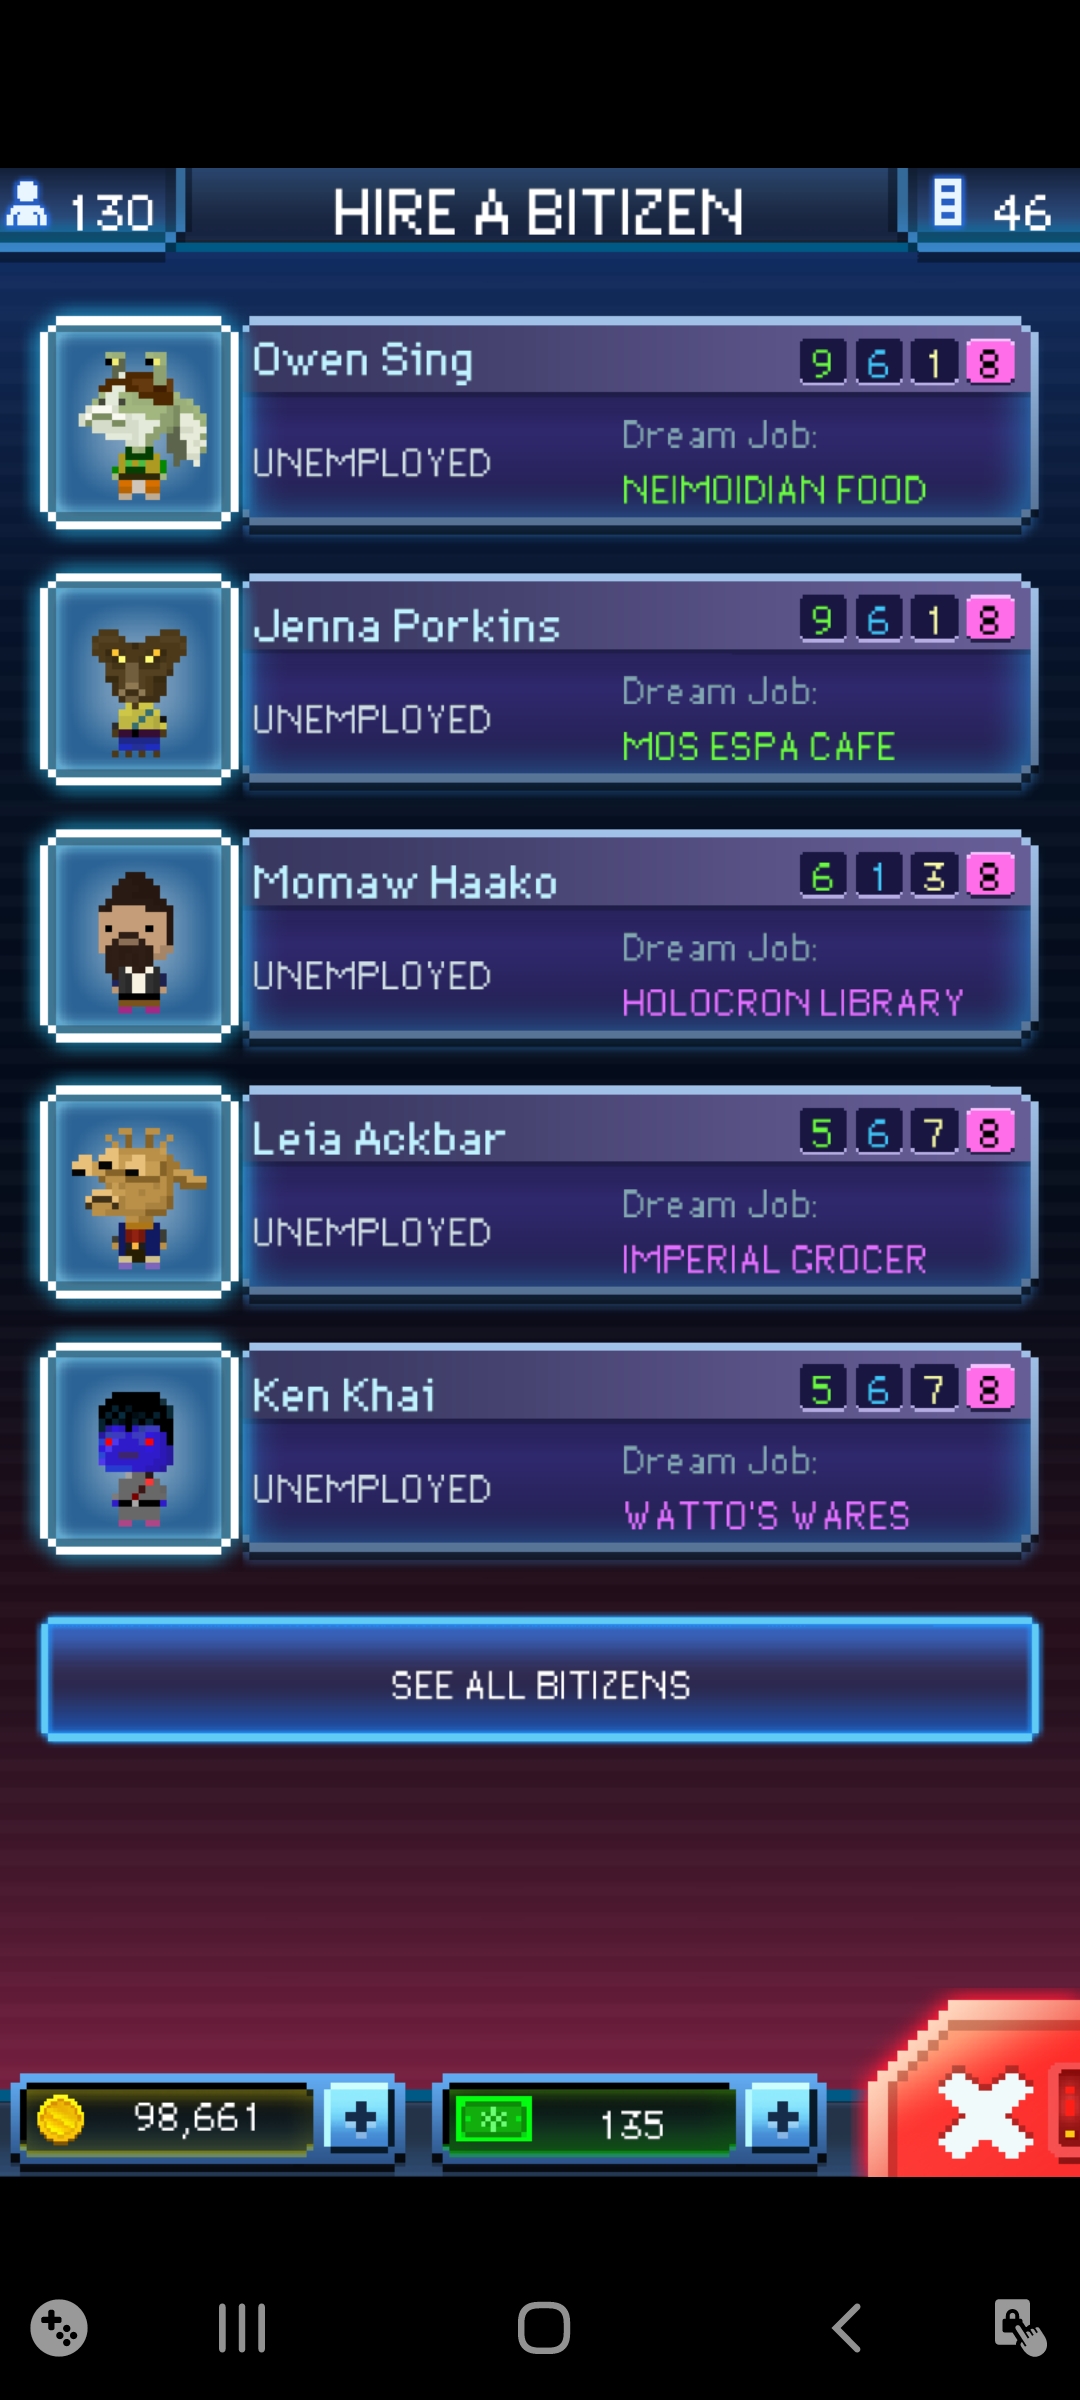 130
HIRE A BITIZEN
46
Owen Sing
9 6 1 8
UNEMPLOYED
Dream Job:
NEIMOIDIAN FOOD
Jenna Porkins
9 6 1 8
UNEMPLOYED
Dream Job:
MOS ESPA CAFE
Momaw Haako
6 1 3 8
UNEMPLOYED
Dream Job:
HOLOCRON LIBRARY
Leia Ackbar
5 6 7 8
UNEMPLOYED
Dream Job:
IMPERIAL GROCER
Ken Khai
5 6 7 8
UNEMPLOYED
Dream Job:
WATTO'S WARES
SEE ALL BITIZENS
98,661
135